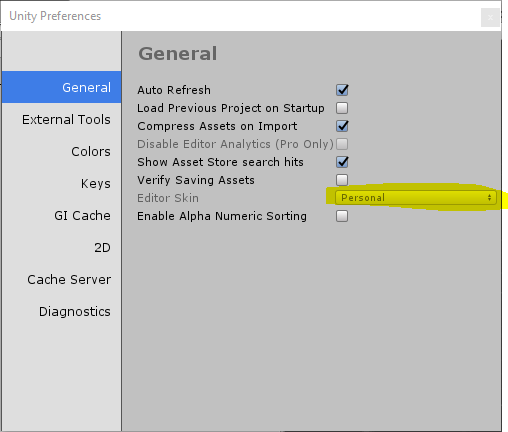 Unity Preferences
General
General
External Tools
Colors
Keys
GI Cache
2D
Cache Server
Diagnostics
Auto Refresh
Load Previous Project on Startup
Compress Assets on Import
Disable Editor Analytics (Pro Only)
Show Asset Store search hits
Verify Saving Assets
Editor Skin Personal
Enable Alpha Numeric Sorting